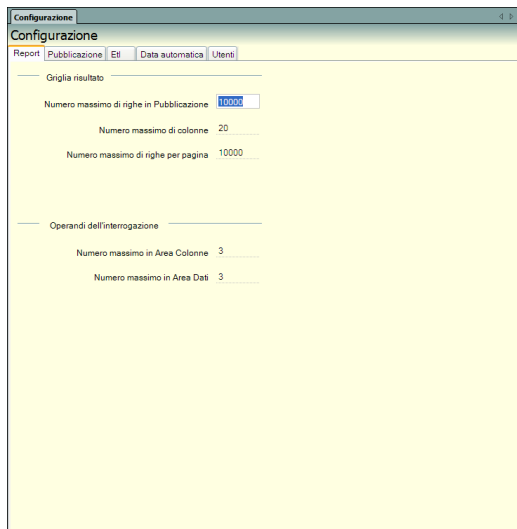 Configurazione
Configurazione
Report Pubblicazione Etl Data automatica Utenti
Griglia risultato
Numero massimo di righe in Pubblicazione 10000
Numero massimo di colonne 20
Numero massimo di righe per pagina 10000
Operandi dell'interrogazione
Numero massimo in Area Colonne 3
Numero massimo in Area Dati 3